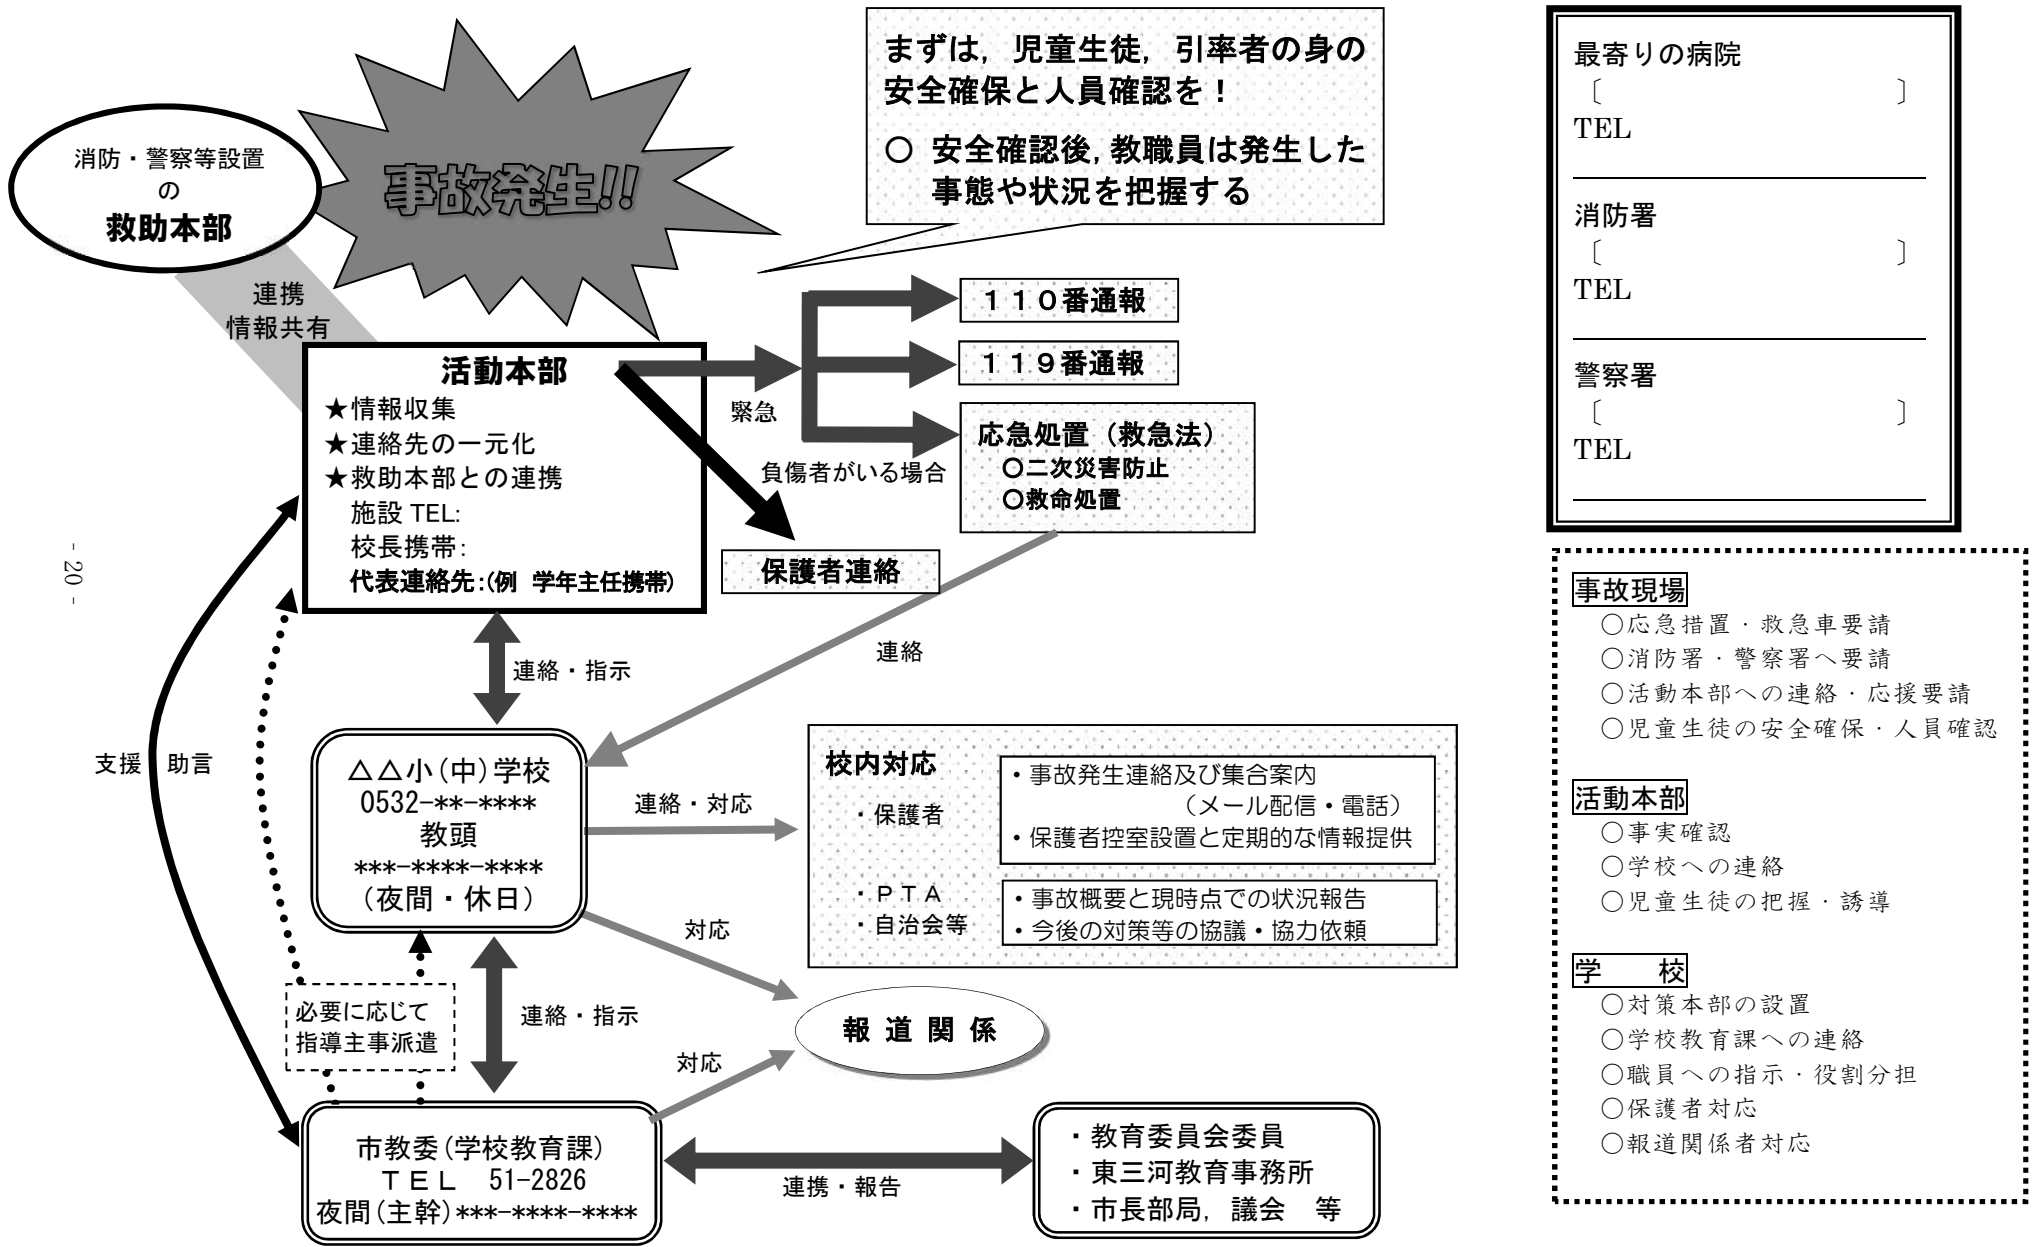 まずは，児童生徒，引率者の身の
安全確保と人員確認を！
○ 安全確認後，教職員は発生した
事態や状況を把握する
事故発生!!
消防・警察等設置
の
救助本部
連携
情報共有
１１０番通報
１１９番通報
緊急
負傷者がいる場合
応急処置（救急法）
○二次災害防止
○救命処置
活動本部
★情報収集
★連絡先の一元化
★救助本部との連携
施設 TEL:
校長携帯:
代表連絡先:(例　学年主任携帯)
保護者連絡
連絡・指示
連絡
支援
助言
△△小(中)学校
0532-**-****
教頭
***-****-****
（夜間・休日）
連絡・対応
対応
校内対応
・保護者
・事故発生連絡及び集合案内
（メール配信・電話）
・保護者控室設置と定期的な情報提供
・ＰＴＡ
・自治会等
・事故概要と現時点での状況報告
・今後の対策等の協議・協力依頼
必要に応じて
指導主事派遣
連絡・指示
報道関係
対応
市教委(学校教育課)
ＴＥＬ　51-2826
夜間(主幹)***-****-****
連携・報告
・教育委員会委員
・東三河教育事務所
・市長部局，議会　等
- 20 -
最寄りの病院
〔　　　　　　　　　　　〕
TEL
消防署
〔　　　　　　　　　　　〕
TEL
警察署
〔　　　　　　　　　　　〕
TEL
事故現場
○応急措置・救急車要請
○消防署・警察署へ要請
○活動本部への連絡・応援要請
○児童生徒の安全確保・人員確認
活動本部
○事実確認
○学校への連絡
○児童生徒の把握・誘導
学　　校
○対策本部の設置
○学校教育課への連絡
○職員への指示・役割分担
○保護者対応
○報道関係者対応